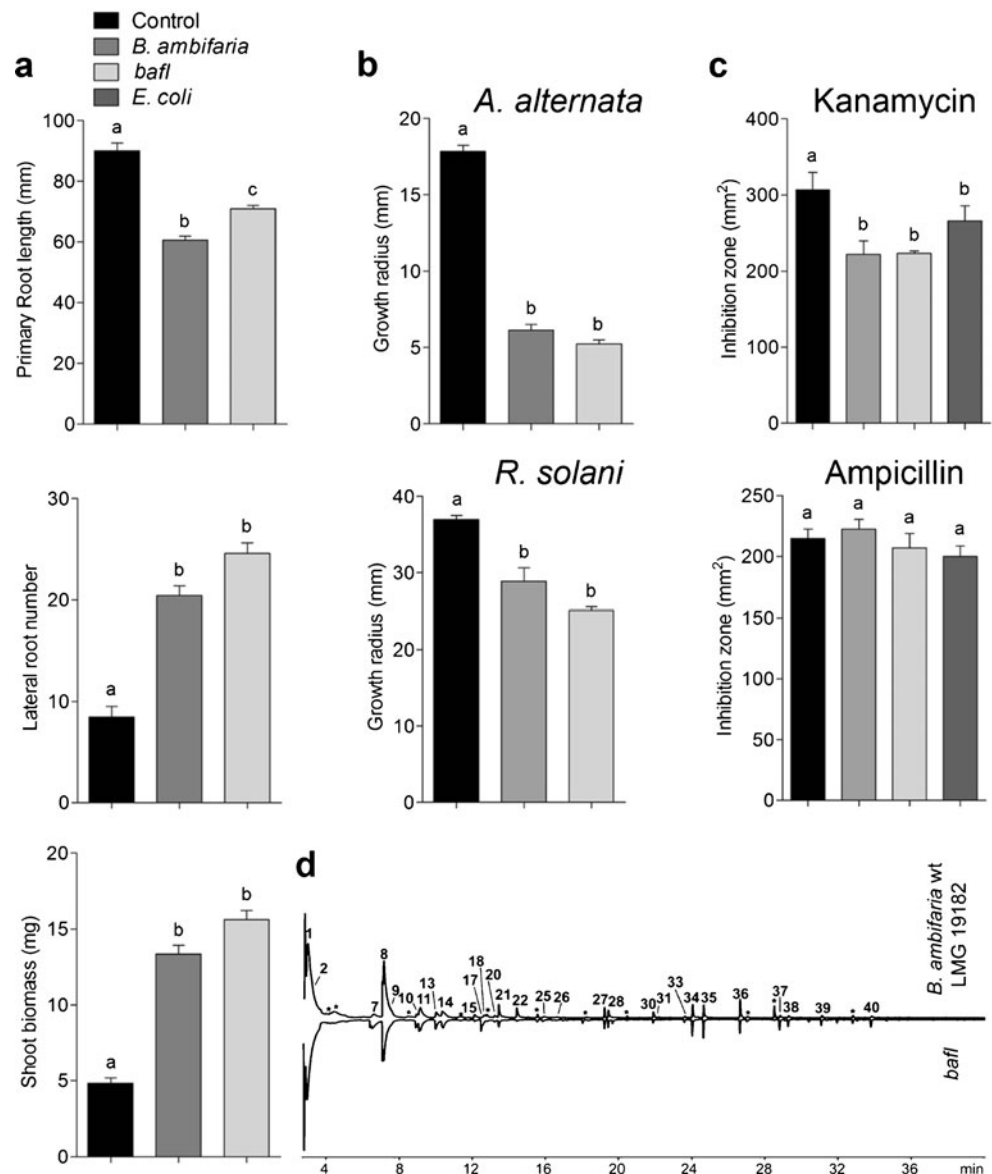 Control
B. ambifaria
bafl
E. coli
a
Primary Root length (mm)
100
80
60
40
20
0
a
b
c
Lateral root number
30
20
10
0
a
b
b
Shoot biomass (mg)
20
15
10
5
0
a
b
b
b
A. alternata
Growth radius (mm)
20
15
10
5
0
a
b
b
R. solani
Growth radius (mm)
40
30
20
10
0
a
b
b
c
Kanamycin
Inhibition zone (mm²)
400
300
200
100
0
a
b
b
b
Ampicillin
Inhibition zone (mm²)
250
200
150
100
50
0
a
a
a
a
d
1
2
7
8
9
10
11
13
14
15
17
18
20
21
22
25
26
27
28
30
31
33
34
35
36
37
38
39
40
B. ambifaria wt
LMG 19182
bafl
4 8 12 16 20 24 28 32 36 min